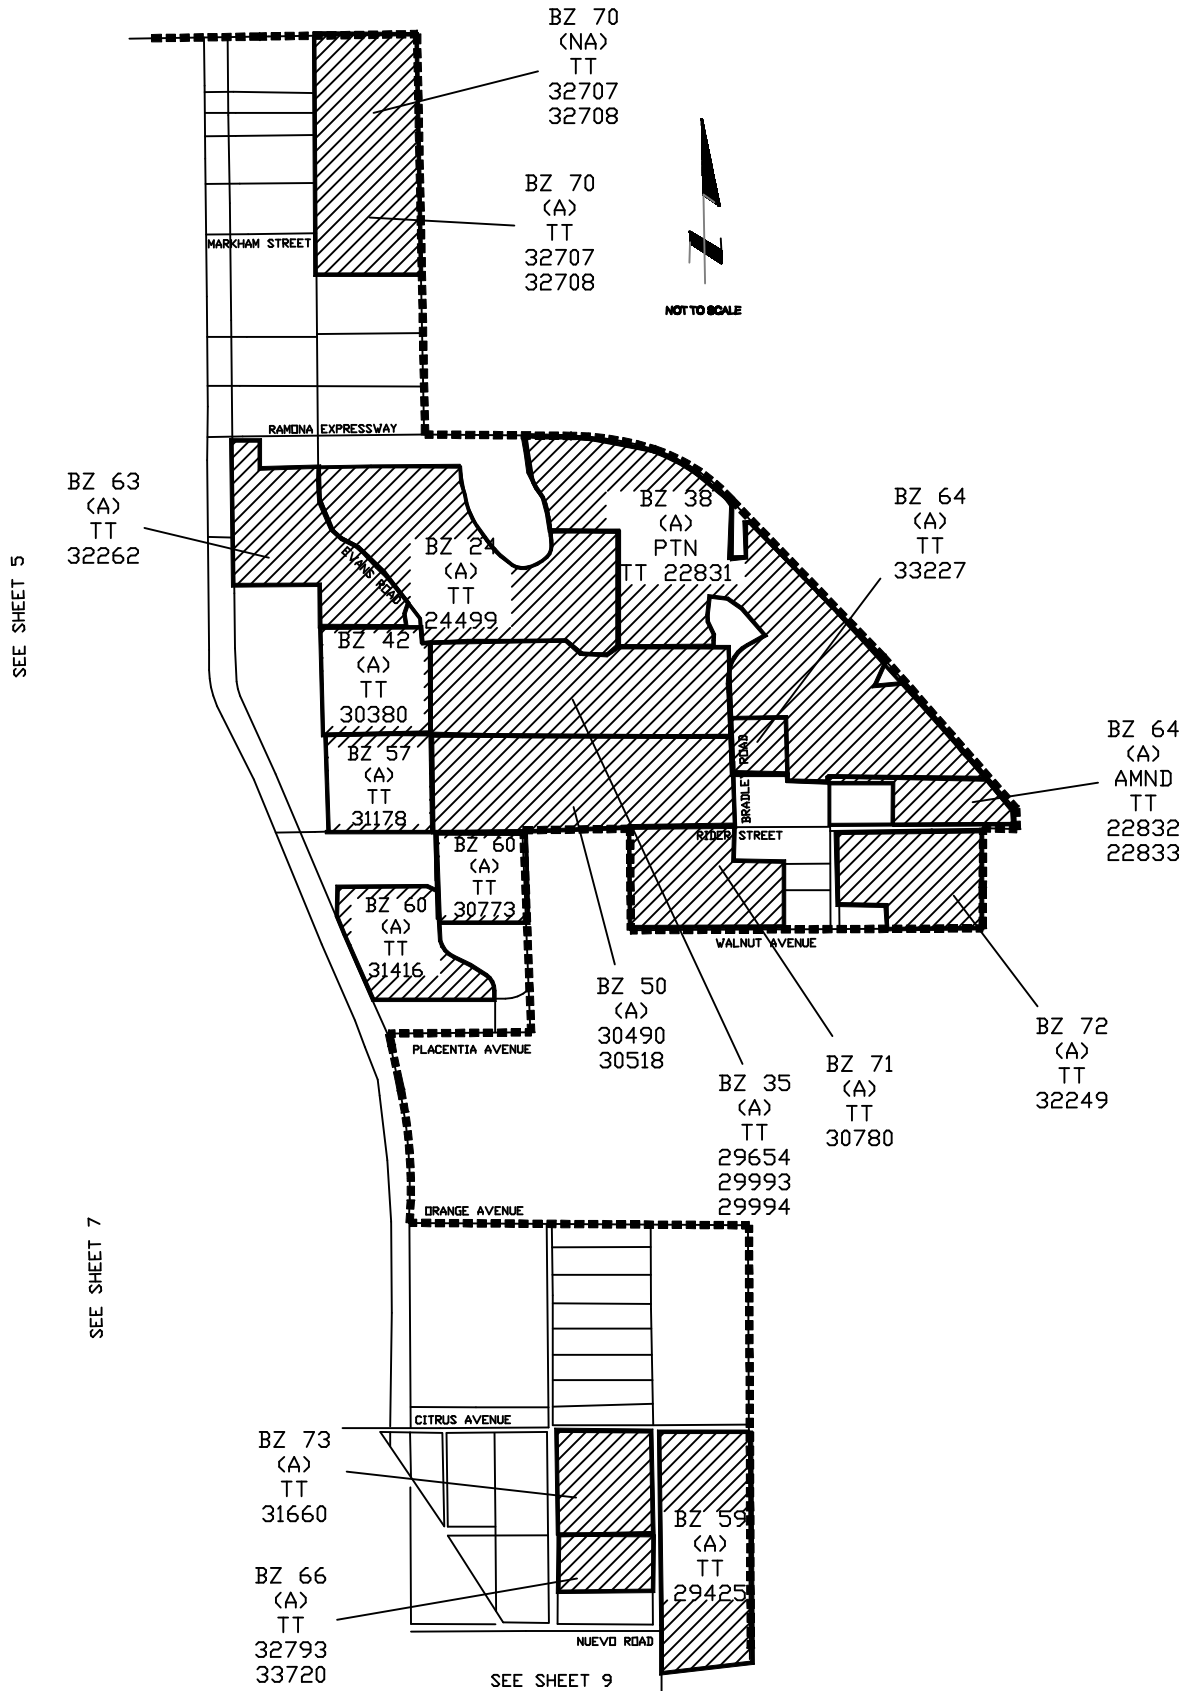 BZ 70
(NA)
TT
32707
32708
BZ 70
(A)
TT
32707
32708
MARKHAM STREET
NOT TO SCALE
RAMONA EXPRESSWAY
BZ 63
(A)
TT
32262
BZ 38
(A)
PTN
TT 22831
BZ 64
(A)
TT
33227
SEE SHEET 5
EVANS ROAD
BZ 24
(A)
TT
24499
BZ 42
(A)
TT
30380
BZ 57
(A)
TT
31178
BRADLEY ROAD
BZ 64
(A)
AMND
TT
22832
22833
RIDER STREET
BZ 60
(A)
TT
30773
BZ 60
(A)
TT
31416
WALNUT AVENUE
BZ 50
(A)
30490
30518
PLACENTIA AVENUE
BZ 35
(A)
TT
29654
29993
29994
BZ 71
(A)
TT
30780
BZ 72
(A)
TT
32249
ORANGE AVENUE
SEE SHEET 7
CITRUS AVENUE
BZ 73
(A)
TT
31660
BZ 59
(A)
TT
29425
BZ 66
(A)
TT
32793
33720
NUEVO ROAD
SEE SHEET 9